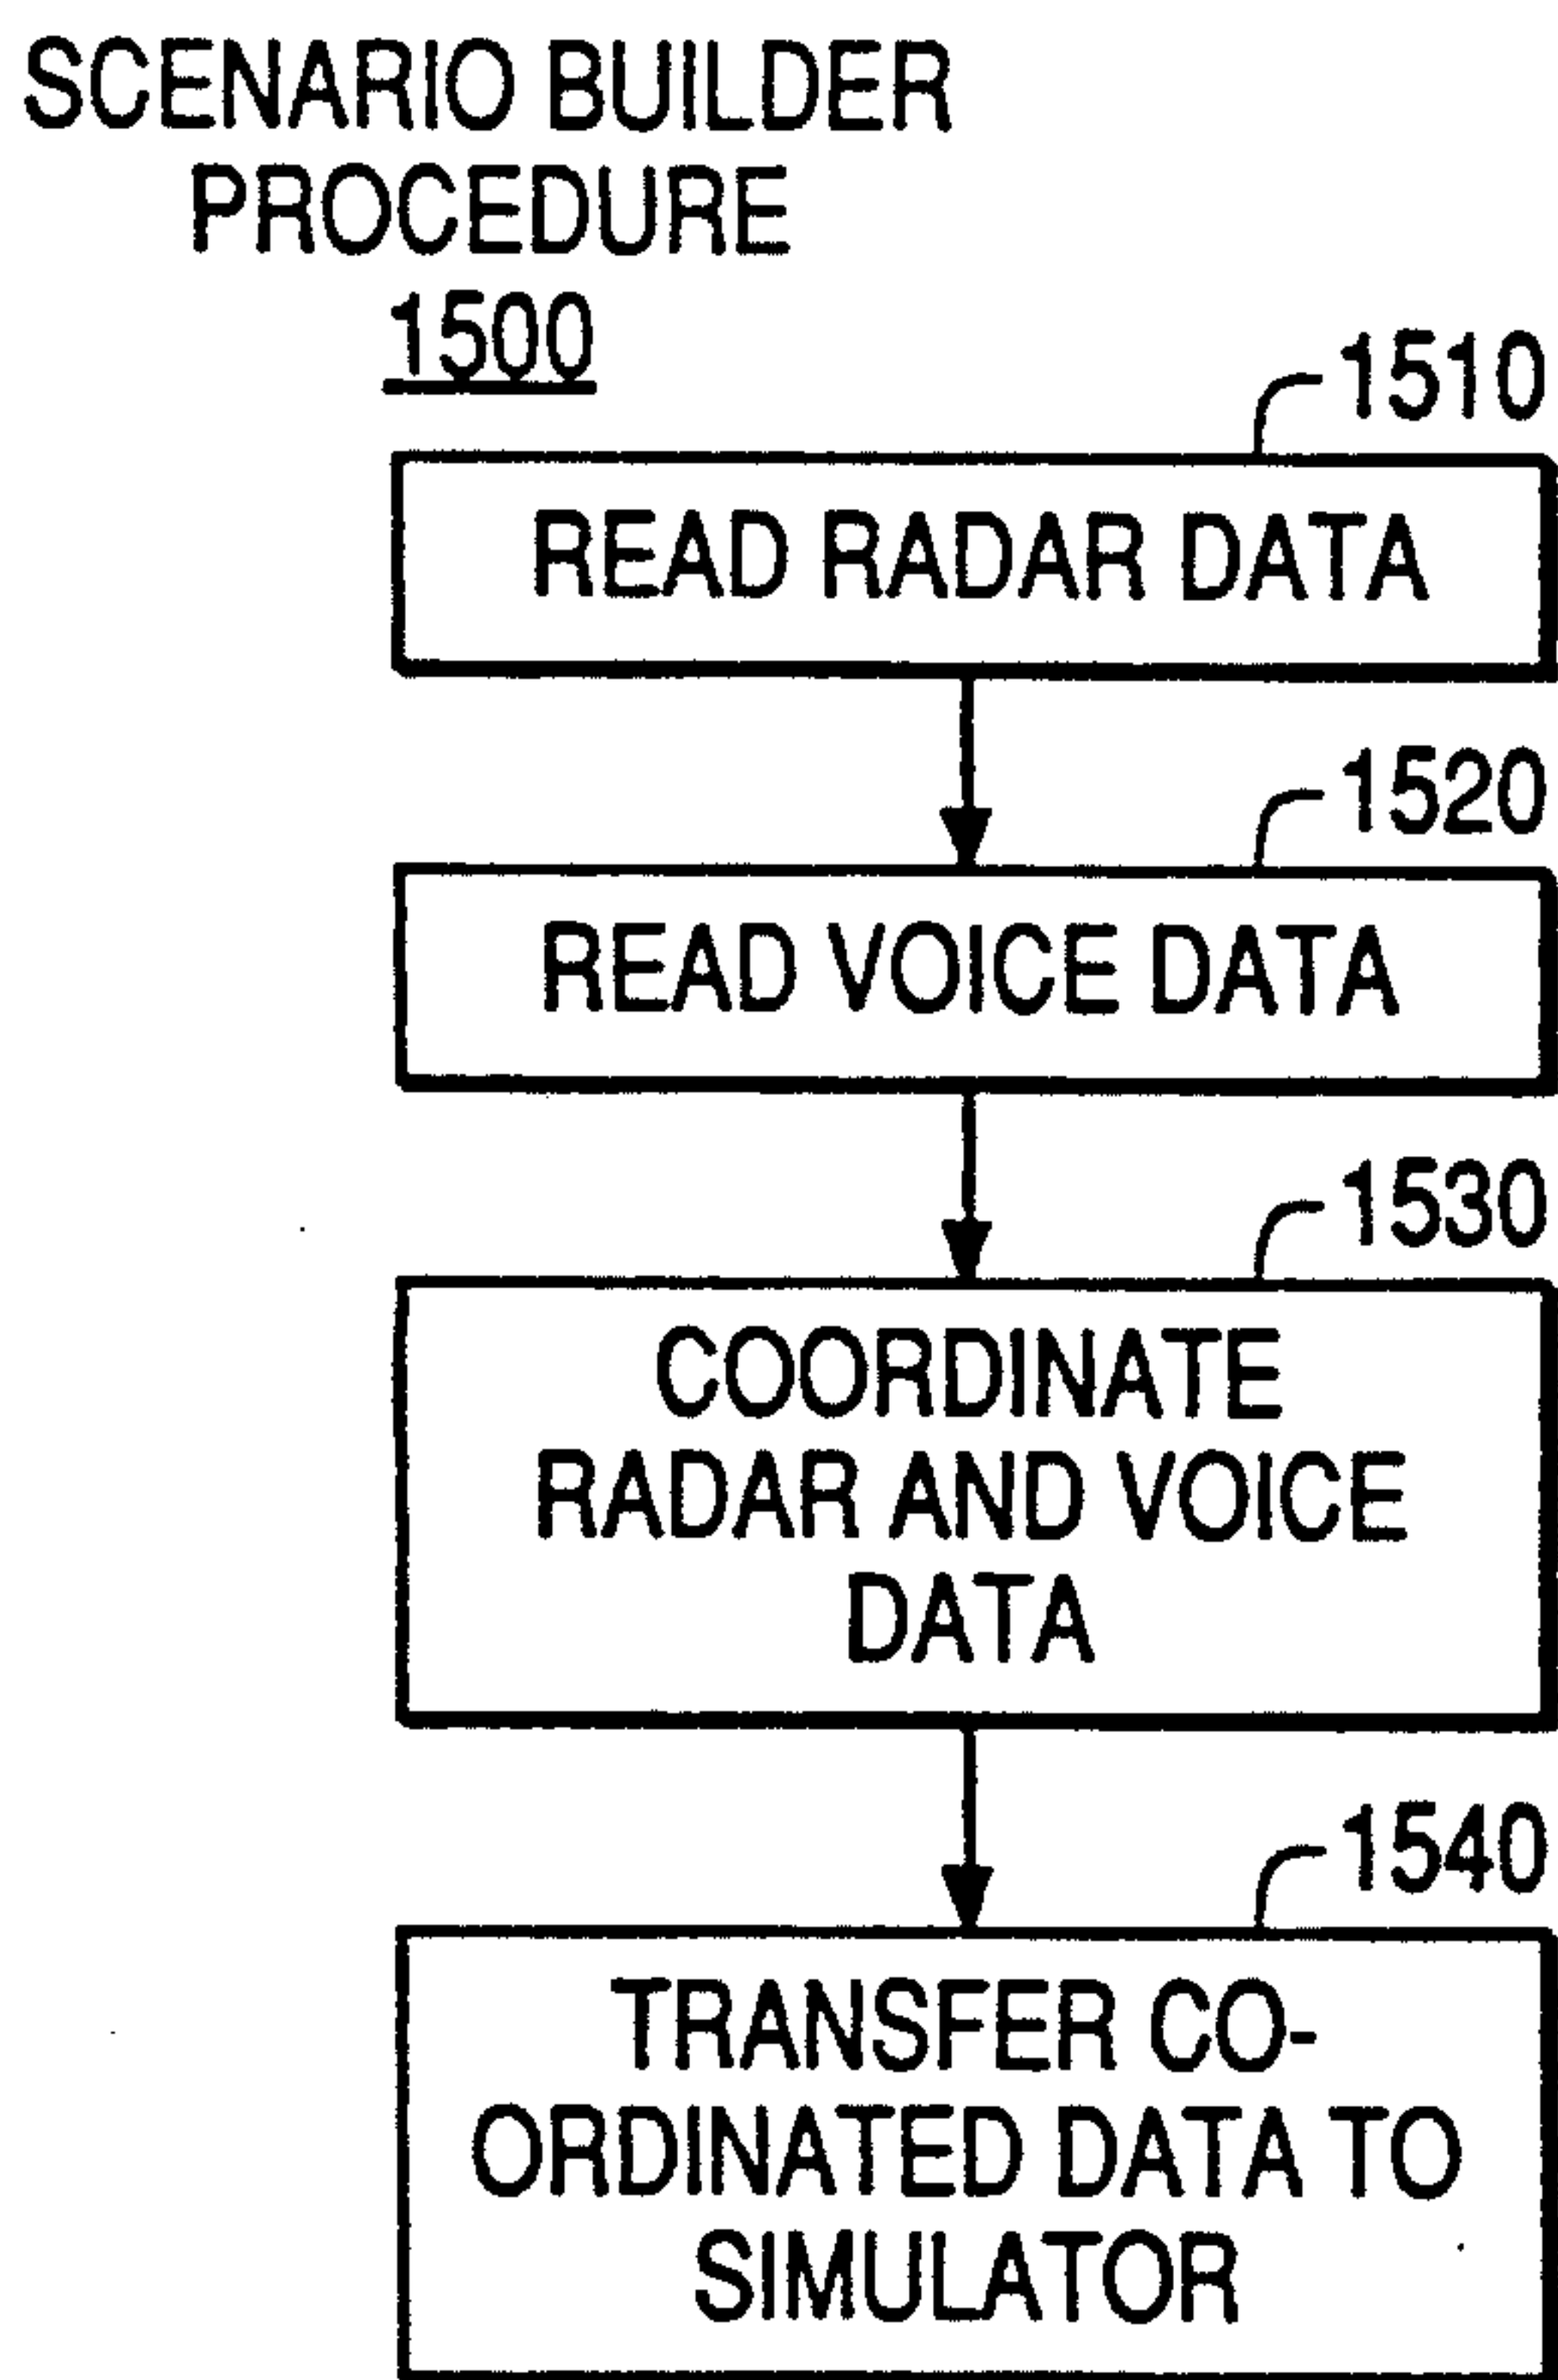 SCENARIO BUILDER
PROCEDURE
1500
1510
READ RADAR DATA
1520
READ VOICE DATA
1530
COORDINATE
RADAR AND VOICE
DATA
1540
TRANSFER CO-
ORDINATED DATA TO
SIMULATOR